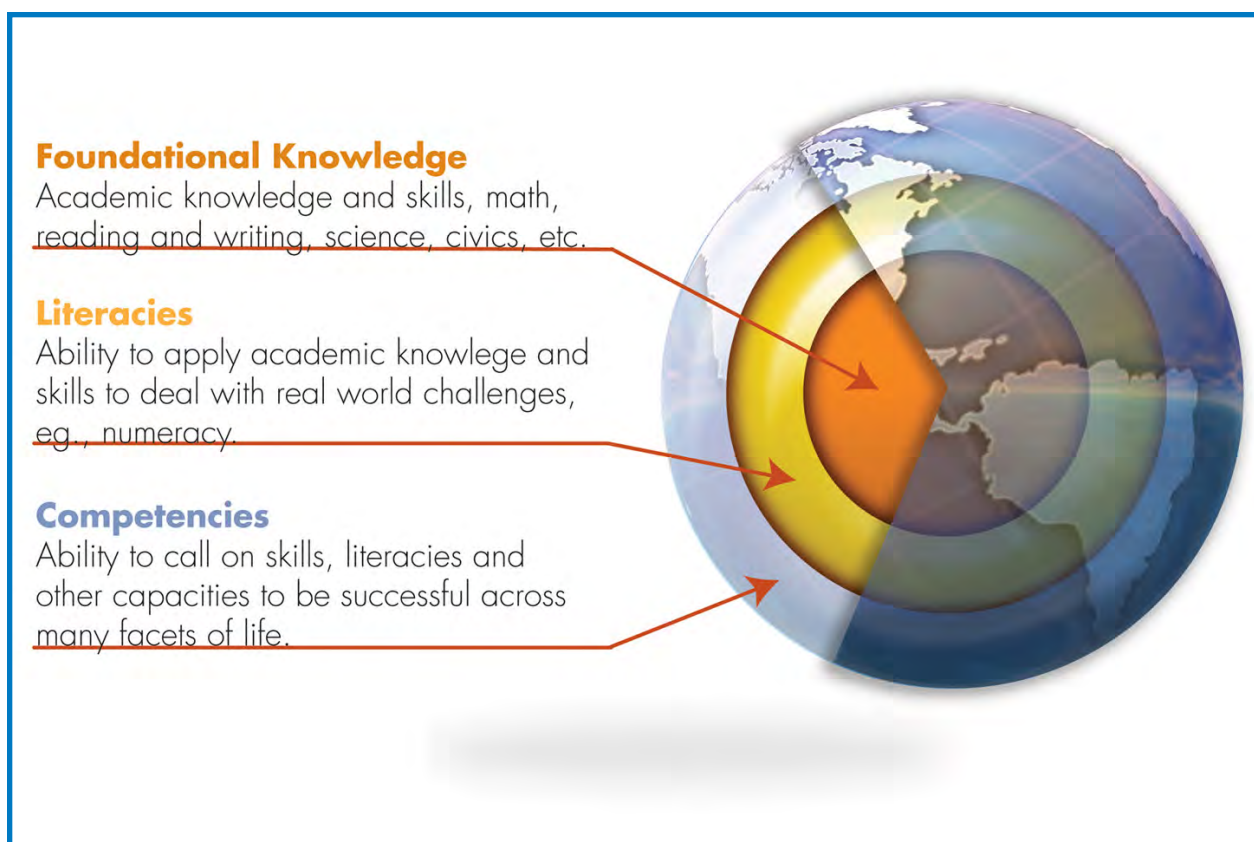 Foundational Knowledge
Academic knowledge and skills, math,
reading and writing, science, civics, etc.
Literacies
Ability to apply academic knowlege and
skills to deal with real world challenges,
eg., numeracy.
Competencies
Ability to call on skills, literacies and
other capacities to be successful across
many facets of life.